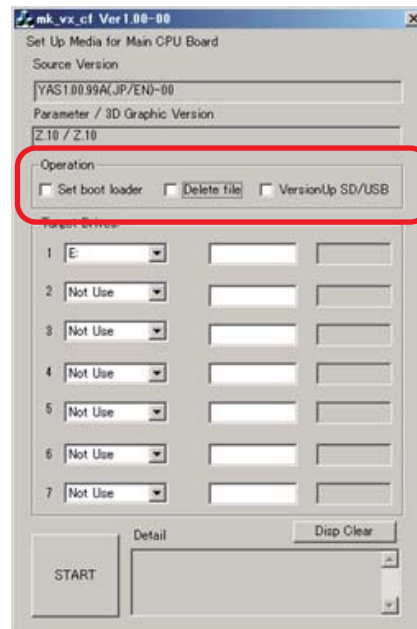 mk_vx_cf Ver1.00-00
Set Up Media for Main CPU Board
Source Version
YAS1.00.99A(JP/EN)-00
Parameter / 3D Graphic Version
Z.10 / Z.10
Operation
Set boot loader Delete file VersionUp SD/USB
Target Drives:
1 E:
2 Not Use
3 Not Use
4 Not Use
5 Not Use
6 Not Use
7 Not Use
Detail Disp Clear
START